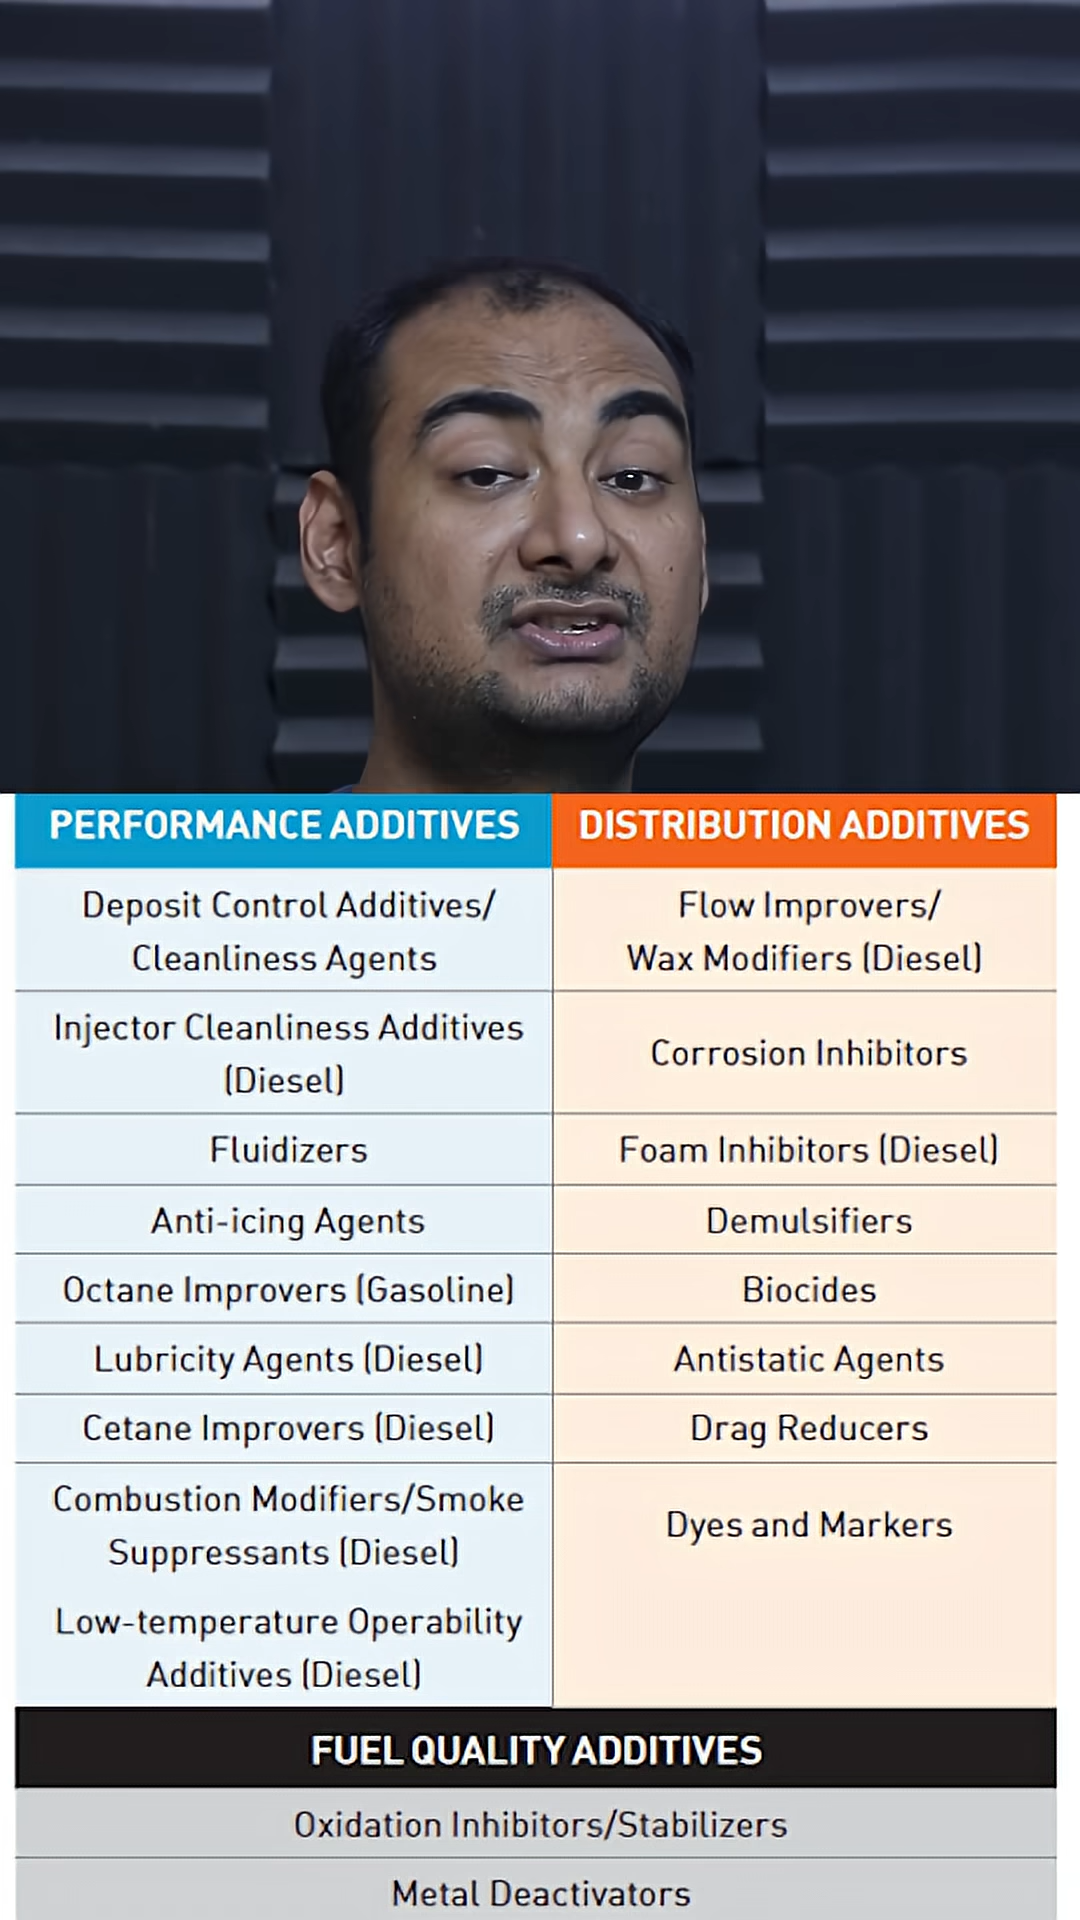 PERFORMANCE ADDITIVES
Deposit Control Additives/
Cleanliness Agents
Injector Cleanliness Additives
(Diesel)
Fluidizers
Anti-icing Agents
Octane Improvers (Gasoline)
Lubricity Agents (Diesel)
Cetane Improvers (Diesel)
Combustion Modifiers/Smoke
Suppressants (Diesel)
Low-temperature Operability
Additives (Diesel)
DISTRIBUTION ADDITIVES
Flow Improvers/
Wax Modifiers (Diesel)
Corrosion Inhibitors
Foam Inhibitors (Diesel)
Demulsifiers
Biocides
Antistatic Agents
Drag Reducers
Dyes and Markers
FUEL QUALITY ADDITIVES
Oxidation Inhibitors/Stabilizers
Metal Deactivators